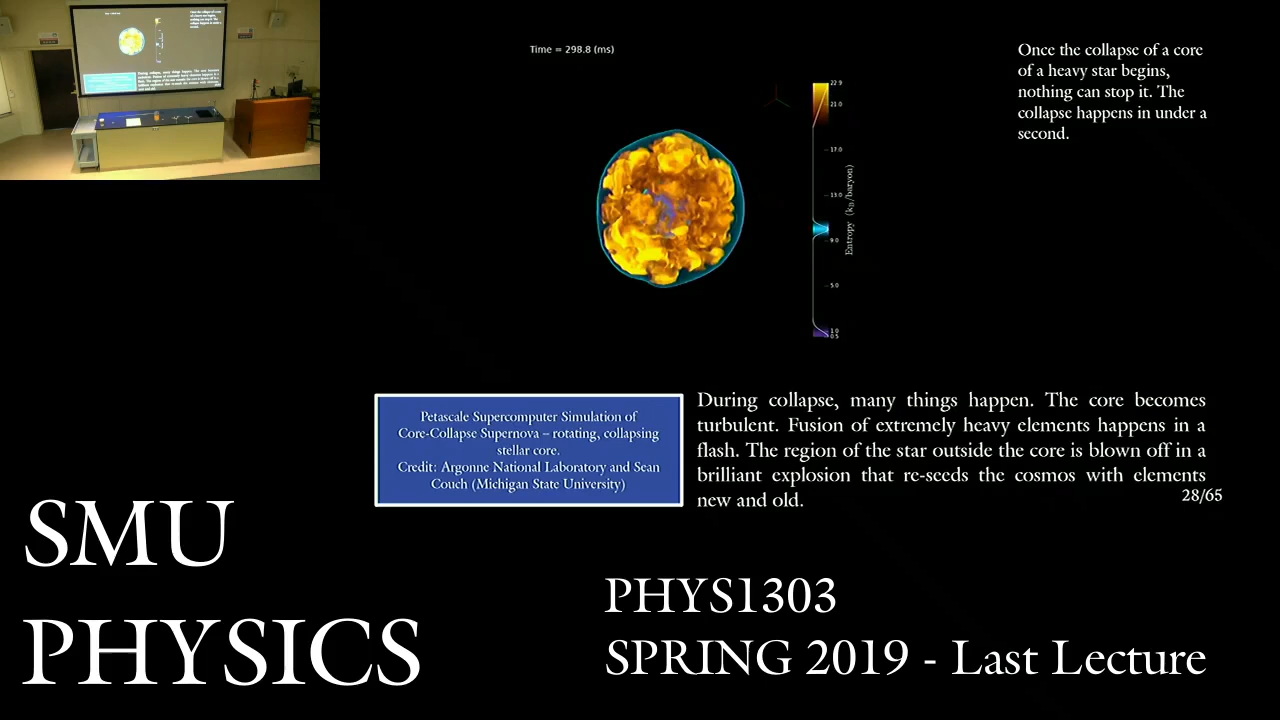 Time = 298.8 (ms)
Once the collapse of a core
of a heavy star begins,
nothing can stop it. The
collapse happens in under a
second.
22.9
21.0
17.0
13.0
9.0
5.0
1.0
0.5
Entropy (kB/baryon)
Petascale Supercomputer Simulation of
Core-Collapse Supernova – rotating, collapsing
stellar core.
Credit: Argonne National Laboratory and Sean
Couch (Michigan State University)
During collapse, many things happen. The core becomes
turbulent. Fusion of extremely heavy elements happens in a
flash. The region of the star outside the core is blown off in a
brilliant explosion that re-seeds the cosmos with elements
new and old.
28/65
SMU
PHYSICS
PHYS1303
SPRING 2019 - Last Lecture